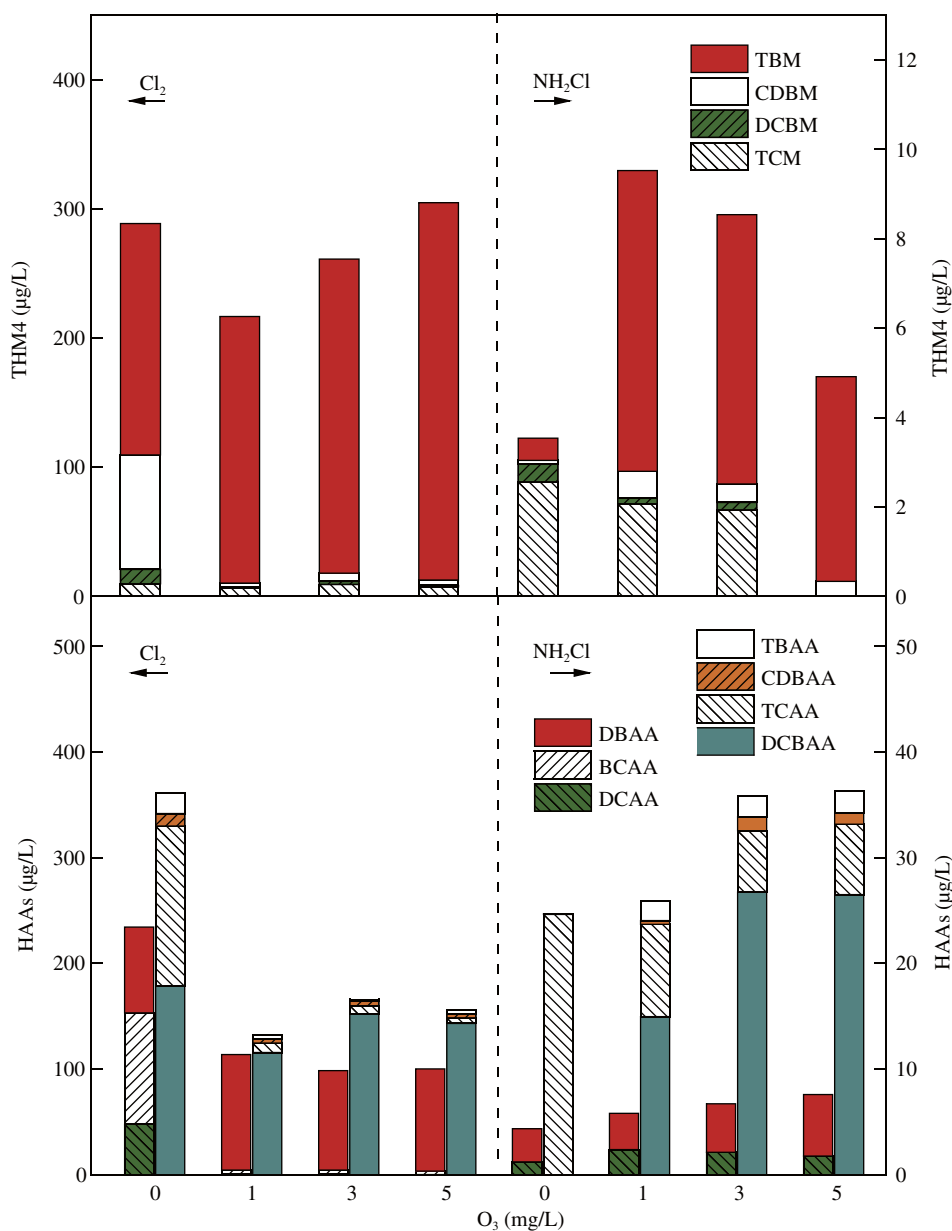 400
300
200
100
0
THM4 (μg/L)
Cl₂
NH₂Cl
TBM
CDBM
DCBM
TCM
12
10
8
6
4
2
0
THM4 (μg/L)
500
400
300
200
100
0
HAAs (μg/L)
Cl₂
NH₂Cl
DBAA
BCAA
DCAA
TBAA
CDBAA
TCAA
DCBAA
50
40
30
20
10
0
HAAs (μg/L)
0 1 3 5 0 1 3 5
O₃ (mg/L)